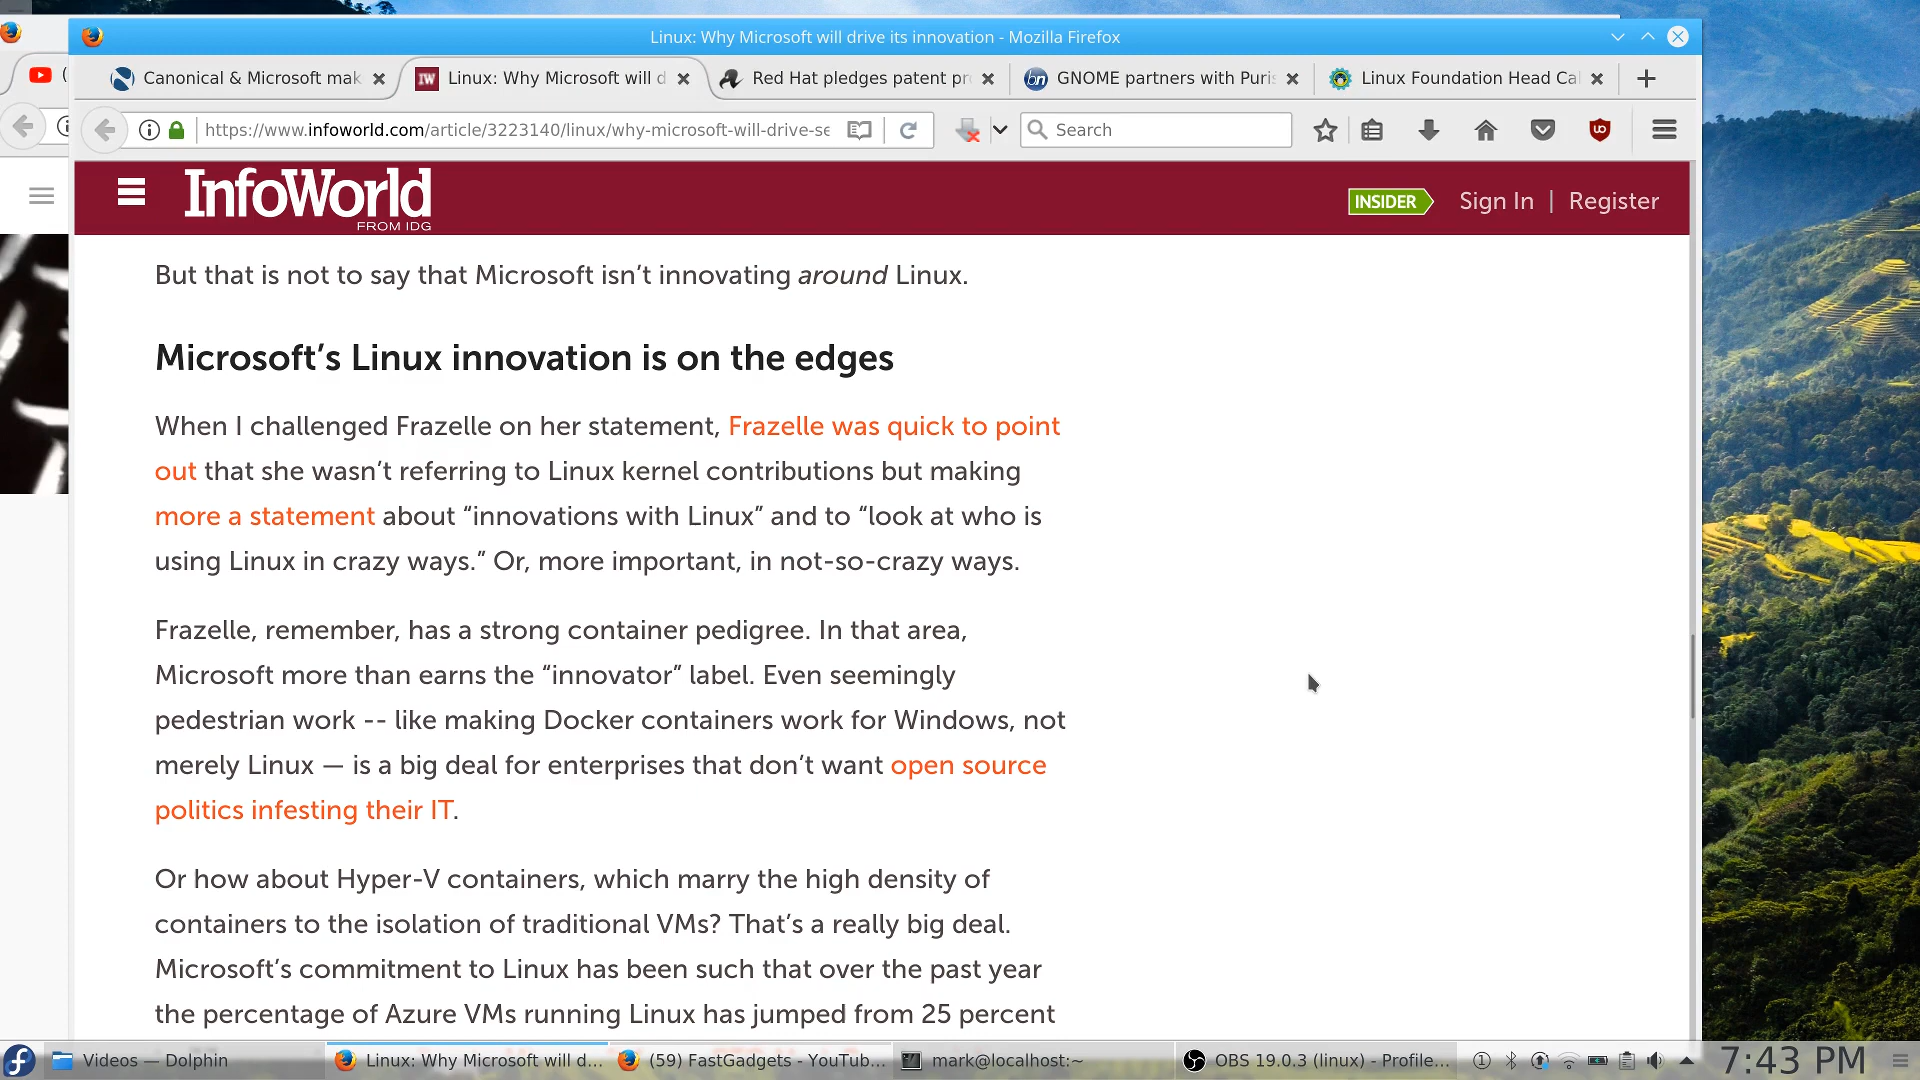 Linux: Why Microsoft will drive its innovation - Mozilla Firefox
Canonical & Microsoft mak
Linux: Why Microsoft will d
Red Hat pledges patent pr
GNOME partners with Puris
Linux Foundation Head Cal
https://www.infoworld.com/article/3223140/linux/why-microsoft-will-drive-se
Search
InfoWorld
FROM IDG
INSIDER
Sign In | Register
But that is not to say that Microsoft isn’t innovating around Linux.
Microsoft’s Linux innovation is on the edges
When I challenged Frazelle on her statement, Frazelle was quick to point
out that she wasn’t referring to Linux kernel contributions but making
more a statement about “innovations with Linux” and to “look at who is
using Linux in crazy ways.” Or, more important, in not-so-crazy ways.
Frazelle, remember, has a strong container pedigree. In that area,
Microsoft more than earns the “innovator” label. Even seemingly
pedestrian work -- like making Docker containers work for Windows, not
merely Linux — is a big deal for enterprises that don’t want open source
politics infesting their IT.
Or how about Hyper-V containers, which marry the high density of
containers to the isolation of traditional VMs? That’s a really big deal.
Microsoft’s commitment to Linux has been such that over the past year
the percentage of Azure VMs running Linux has jumped from 25 percent
Videos — Dolphin
Linux: Why Microsoft will d...
(59) FastGadgets - YouTub...
mark@localhost:~
OBS 19.0.3 (linux) - Profile...
7:43 PM